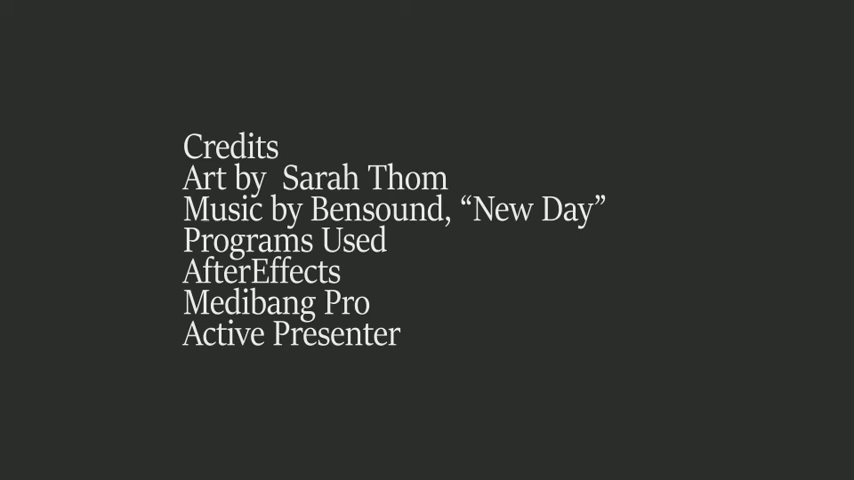 Credits
Art by  Sarah Thom
Music by Bensound, “New Day”
Programs Used
AfterEffects
Medibang Pro
Active Presenter